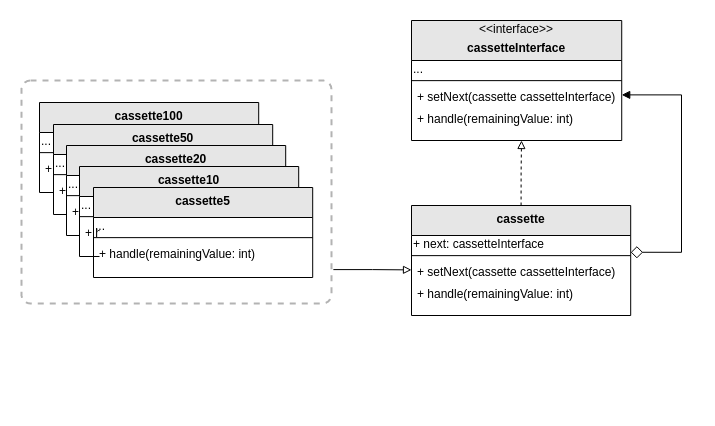 <<interface>>
cassetteInterface
...
+ setNext(cassette cassetteInterface)
+ handle(remainingValue: int)
cassette100
...
+
cassette50
...
+
cassette20
...
+
cassette10
...
+
cassette5
...
+ handle(remainingValue: int)
cassette
+ next: cassetteInterface
+ setNext(cassette cassetteInterface)
+ handle(remainingValue: int)